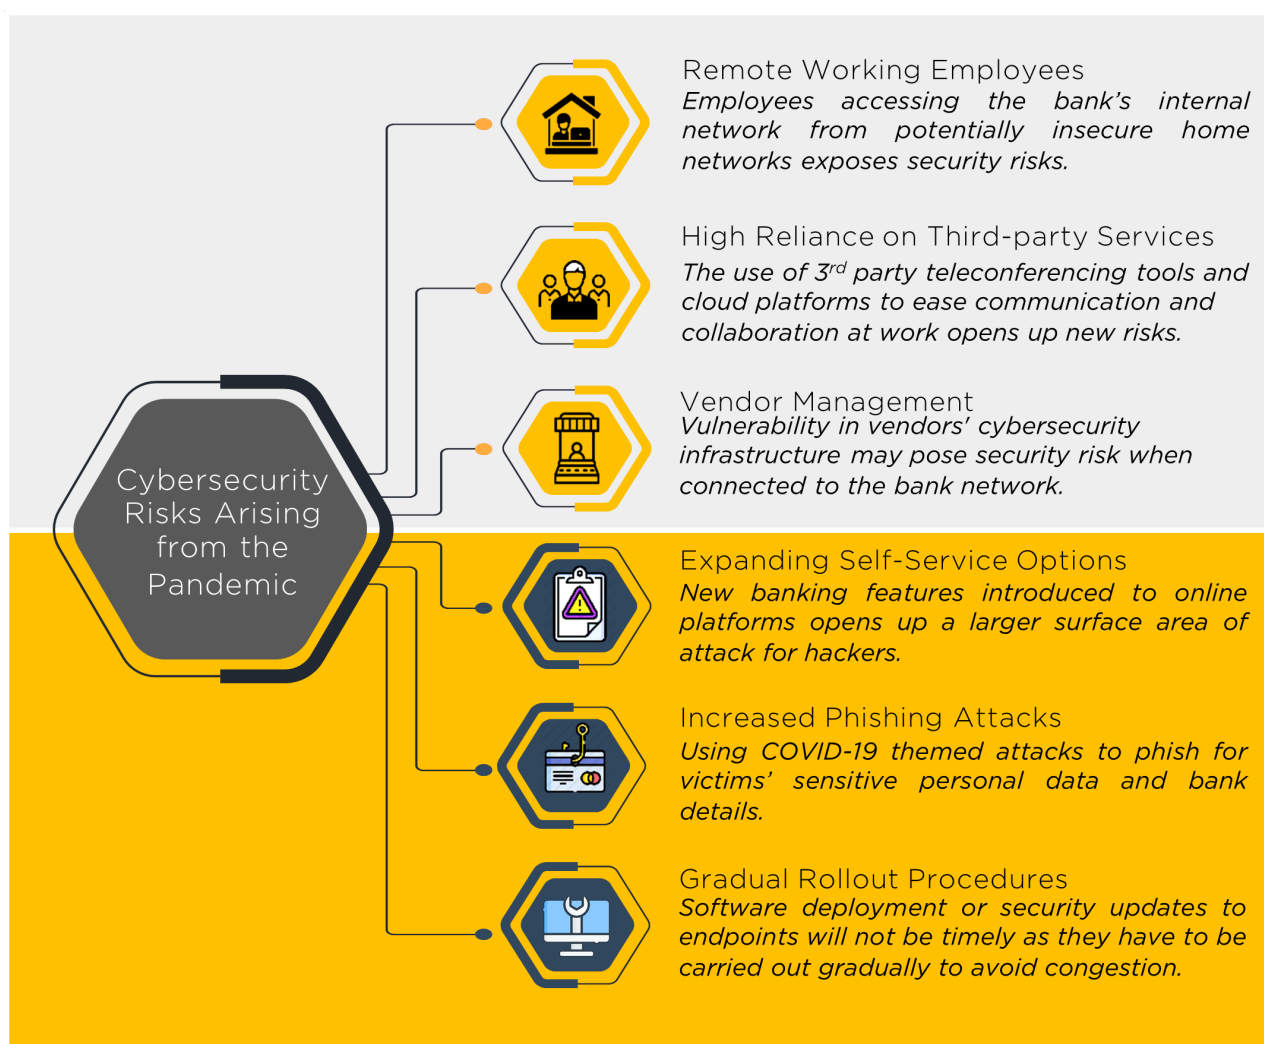 Remote Working Employees
Employees accessing the bank's internal
network from potentially insecure home
networks exposes security risks.
High Reliance on Third-party Services
The use of 3rd party teleconferencing tools and
cloud platforms to ease communication and
collaboration at work opens up new risks.
Vendor Management
Vulnerability in vendors' cybersecurity
infrastructure may pose security risk when
connected to the bank network.
Cybersecurity
Risks Arising
from the
Pandemic
Expanding Self-Service Options
New banking features introduced to online
platforms opens up a larger surface area of
attack for hackers.
Increased Phishing Attacks
Using COVID-19 themed attacks to phish for
victims' sensitive personal data and bank
details.
Gradual Rollout Procedures
Software deployment or security updates to
endpoints will not be timely as they have to be
carried out gradually to avoid congestion.